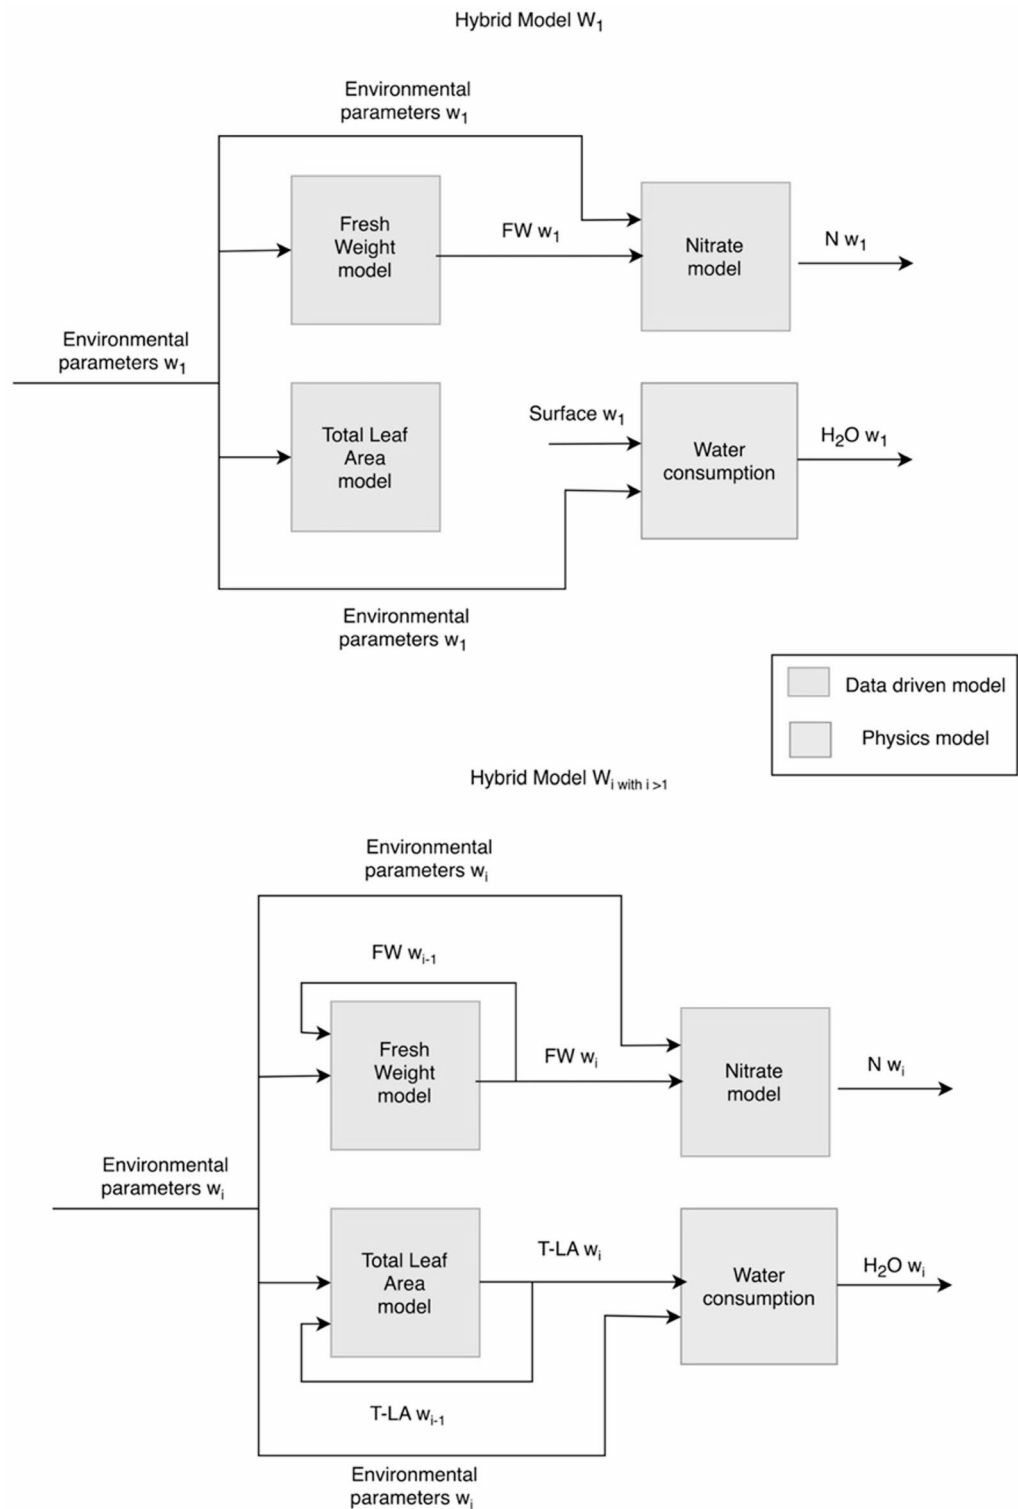 Hybrid Model W1
Environmental
parameters w1
Fresh
Weight
model
FW w1
Nitrate
model
N w1
Environmental
parameters w1
Total Leaf
Area
model
Surface w1
Water
consumption
H2O w1
Environmental
parameters w1
Data driven model
Physics model
Hybrid Model Wi with i >1
Environmental
parameters wi
FW wi-1
Fresh
Weight
model
FW wi
Nitrate
model
N wi
Environmental
parameters wi
Total Leaf
Area
model
T-LA wi
Water
consumption
H2O wi
T-LA wi-1
Environmental
parameters wi